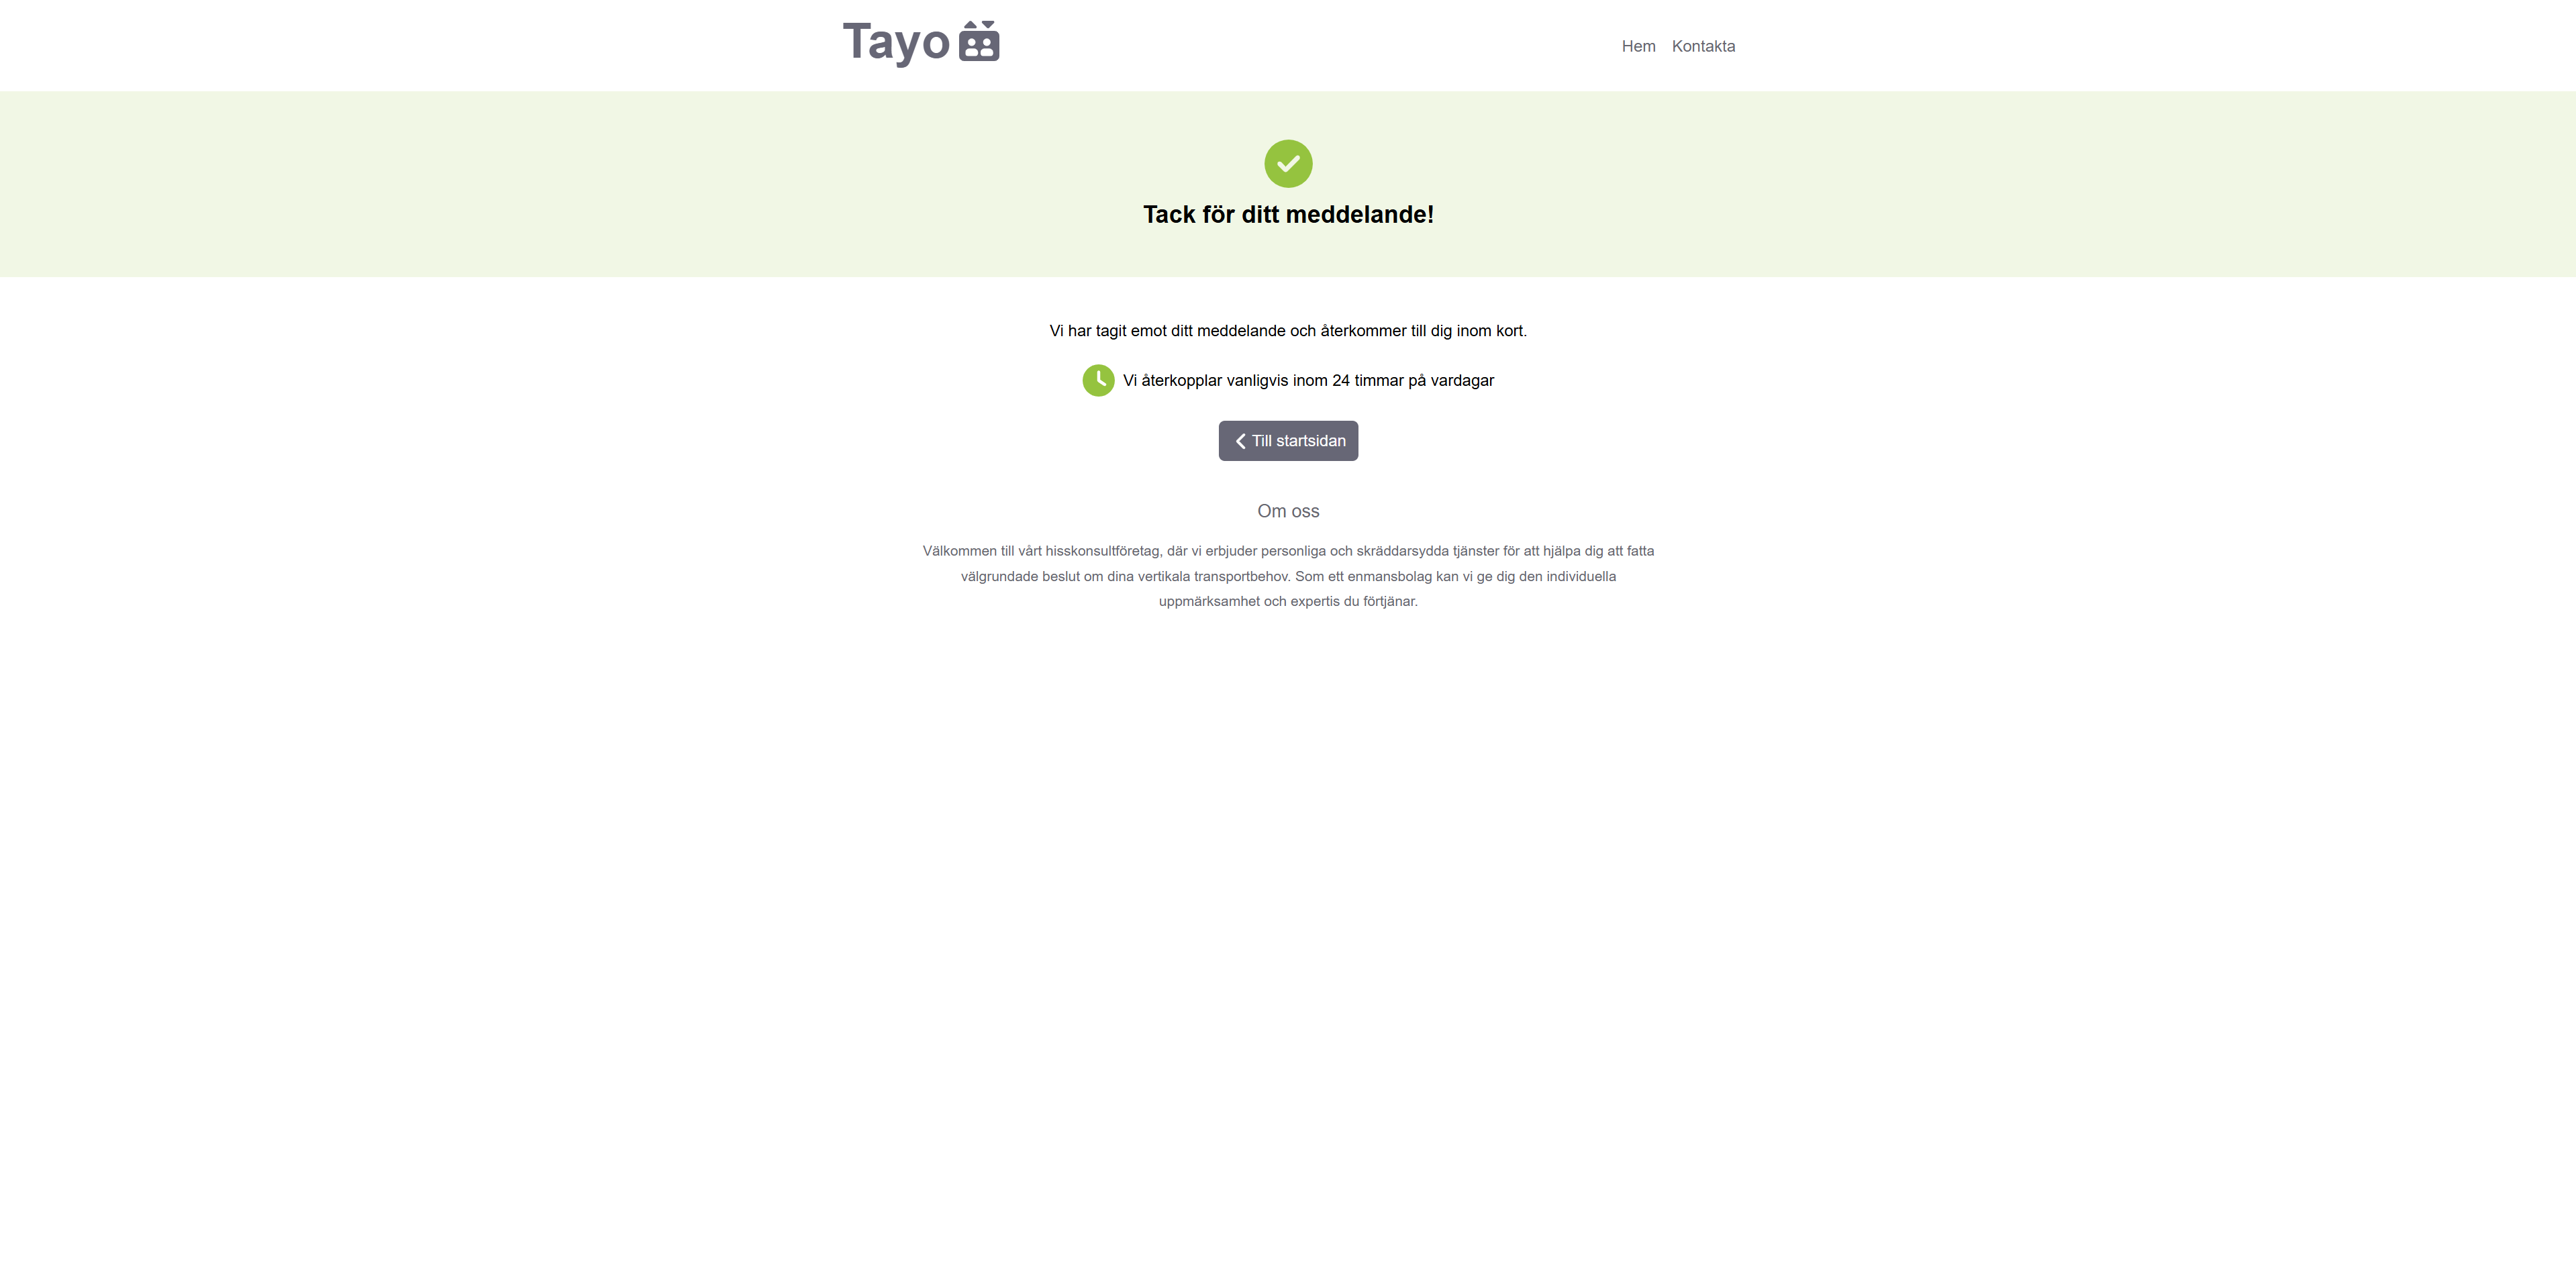 Tayo
Hem Kontakta
Tack för ditt meddelande!
Vi har tagit emot ditt meddelande och återkommer till dig inom kort.
Vi återkopplar vanligvis inom 24 timmar på vardagar
Till startsidan
Om oss
Välkommen till vårt hisskonsultföretag, där vi erbjuder personliga och skräddarsydda tjänster för att hjälpa dig att fatta
välgrundade beslut om dina vertikala transportbehov. Som ett enmansbolag kan vi ge dig den individuella
uppmärksamhet och expertis du förtjänar.